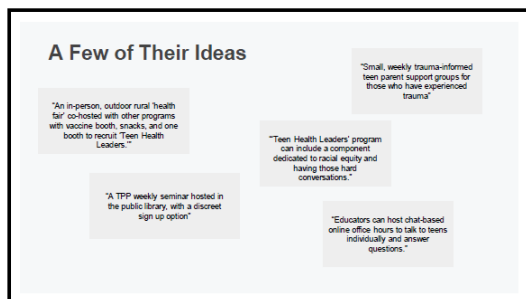 A Few of Their Ideas
"Small, weekly trauma-informed
teen parent support groups for
those who have experienced
trauma"
"An in-person, outdoor rural 'health
fair' co-hosted with other programs
with vaccine booth, snacks, and one
booth to recruit 'Teen Health
Leaders.'"
"'Teen Health Leaders' program
can include a component
dedicated to racial equity and
having those hard
conversations."
"A TPP weekly seminar hosted in
the public library, with a discreet
sign up option"
"Educators can host chat-based
online office hours to talk to teens
individually and answer
questions."